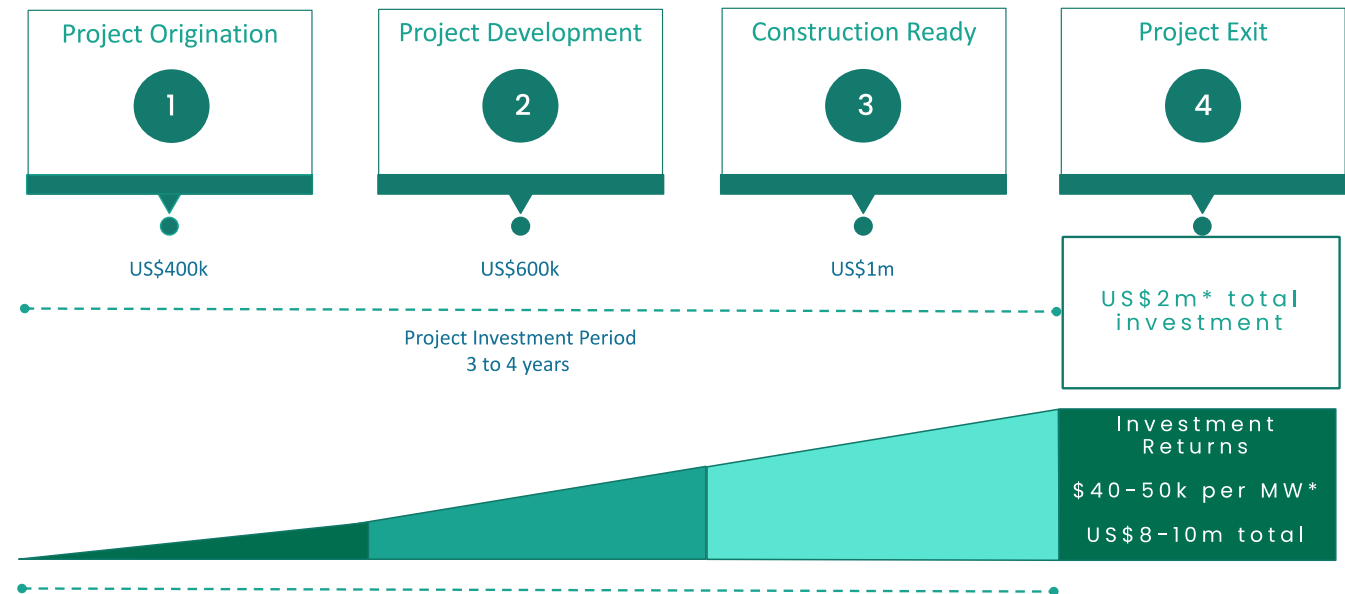 Project Origination
1
US$400k
Project Development
2
US$600k
Construction Ready
3
US$1m
Project Exit
4
US$2m* total
investment
Project Investment Period
3 to 4 years
Investment
Returns
$40-50k per MW*
US$8-10m total